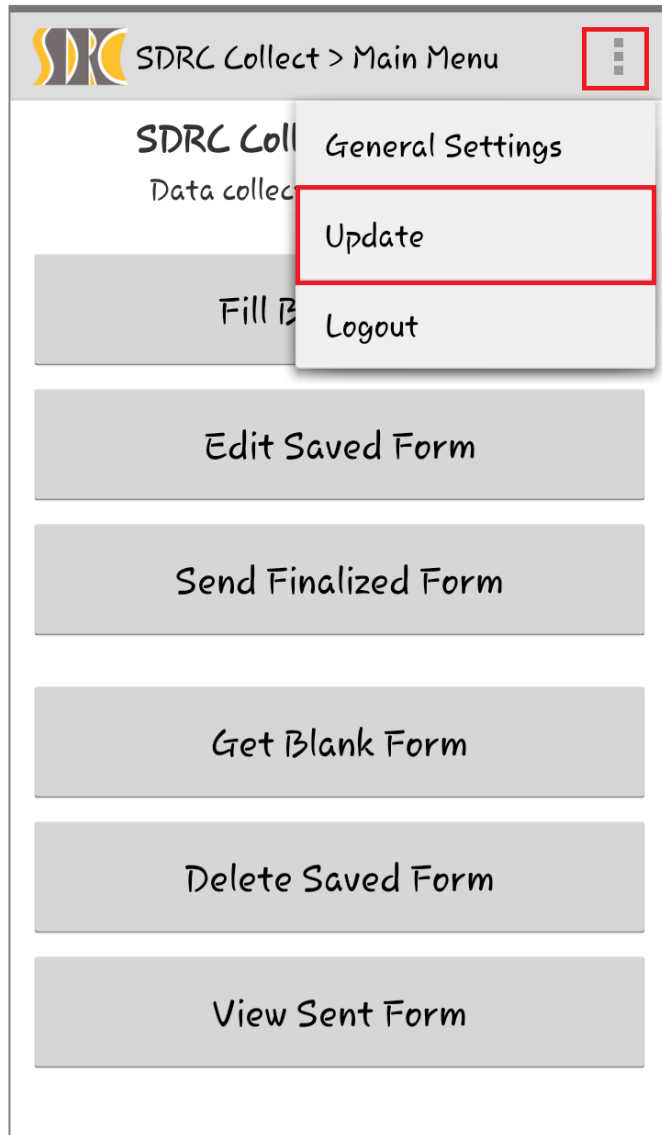 SDRC SDRC Collect > Main Menu
SDRC Coll
General Settings
Data collec
Update
Fill B
Logout
Edit Saved Form
Send Finalized Form
Get Blank Form
Delete Saved Form
View Sent Form